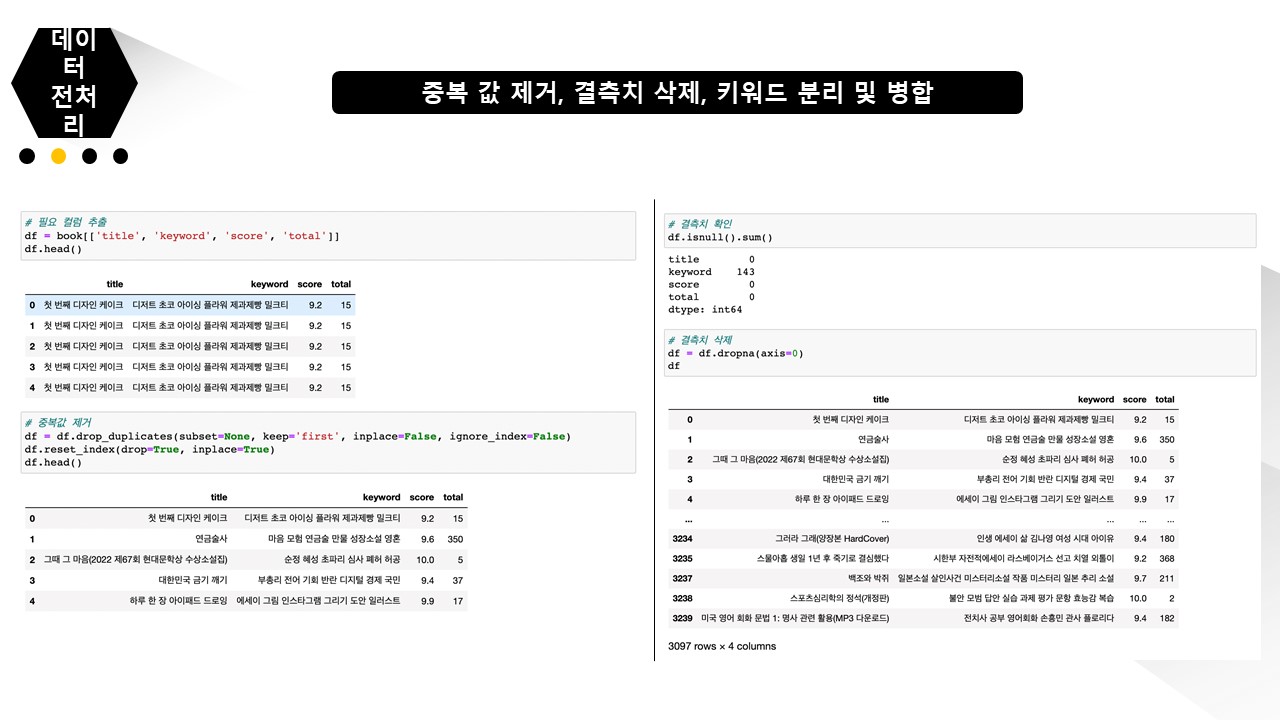 데이
터
전처
리
중복 값 제거, 결측치 삭제, 키워드 분리 및 병합
# 필요 컬럼 추출
df = book[['title', 'keyword', 'score', 'total']]
df.head()
title keyword score total
0 첫 번째 디자인 케이크 디저트 초코 아이싱 플라워 제과제빵 밀크티 9.2 15
1 첫 번째 디자인 케이크 디저트 초코 아이싱 플라워 제과제빵 밀크티 9.2 15
2 첫 번째 디자인 케이크 디저트 초코 아이싱 플라워 제과제빵 밀크티 9.2 15
3 첫 번째 디자인 케이크 디저트 초코 아이싱 플라워 제과제빵 밀크티 9.2 15
4 첫 번째 디자인 케이크 디저트 초코 아이싱 플라워 제과제빵 밀크티 9.2 15
# 중복값 제거
df = df.drop_duplicates(subset=None, keep='first', inplace=False, ignore_index=False)
df.reset_index(drop=True, inplace=True)
df.head()
title keyword score total
0 첫 번째 디자인 케이크 디저트 초코 아이싱 플라워 제과제빵 밀크티 9.2 15
1 연금술사 마음 모험 연금술 만물 성장소설 영혼 9.6 350
2 그때 그 마음(2022 제67회 현대문학상 수상소설집) 순정 혜성 초파리 심사 폐허 허공 10.0 5
3 대한민국 금기 깨기 부총리 전어 기회 반란 디지털 경제 국민 9.4 37
4 하루 한 장 아이패드 드로잉 에세이 그림 인스타그램 그리기 도안 일러스트 9.9 17
# 결측치 확인
df.isnull().sum()
title 0
keyword 143
score 0
total 0
dtype: int64
# 결측치 삭제
df = df.dropna(axis=0)
df
title keyword score total
0 첫 번째 디자인 케이크 디저트 초코 아이싱 플라워 제과제빵 밀크티 9.2 15
1 연금술사 마음 모험 연금술 만물 성장소설 영혼 9.6 350
2 그때 그 마음(2022 제67회 현대문학상 수상소설집) 순정 혜성 초파리 심사 폐허 허공 10.0 5
3 대한민국 금기 깨기 부총리 전어 기회 반란 디지털 경제 국민 9.4 37
4 하루 한 장 아이패드 드로잉 에세이 그림 인스타그램 그리기 도안 일러스트 9.9 17
... ... ... ... ...
3234 그러라 그래(양장본 HardCover) 인생 에세이 삶 김나영 여성 시대 아이유 9.4 180
3235 스물아홉 생일 1년 후 죽기로 결심했다 시한부 자전적에세이 라스베이거스 선고 치열 외톨이 9.2 368
3237 백조와 박쥐 일본소설 살인사건 미스터리소설 작품 미스터리 일본 추리 소설 9.7 211
3238 스포츠심리학의 정석(개정판) 불안 모범 답안 실습 과제 평가 문항 효능감 복습 10.0 2
3239 미국 영어 회화 문법 1: 명사 관련 활용(MP3 다운로드) 전치사 공부 영어회화 손흥민 관사 플로리다 9.4 182
3097 rows × 4 columns